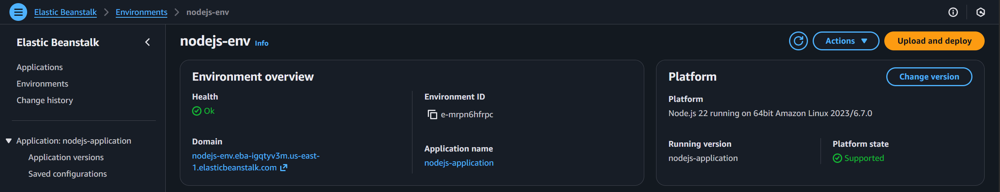 Elastic Beanstalk > Environments > nodejs-env
Elastic Beanstalk
Applications
Environments
Change history
Application: nodejs-application
Application versions
Saved configurations
nodejs-env Info
Actions
Upload and deploy
Environment overview
Health
Ok
Domain
nodejs-env.eba-igqtyv3m.us-east-
1.elasticbeanstalk.com
Environment ID
e-mrpn6hfrpc
Application name
nodejs-application
Platform
Change version
Platform
Node.js 22 running on 64bit Amazon Linux 2023/6.7.0
Running version
nodejs-application
Platform state
Supported